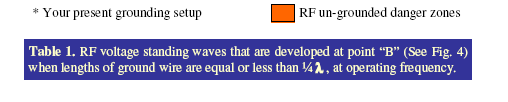 * Your present grounding setup RF un-grounded danger zones
Table 1. RF voltage standing waves that are developed at point “B” (See Fig. 4)
when lengths of ground wire are equal or less than ¼ λ, at operating frequency.